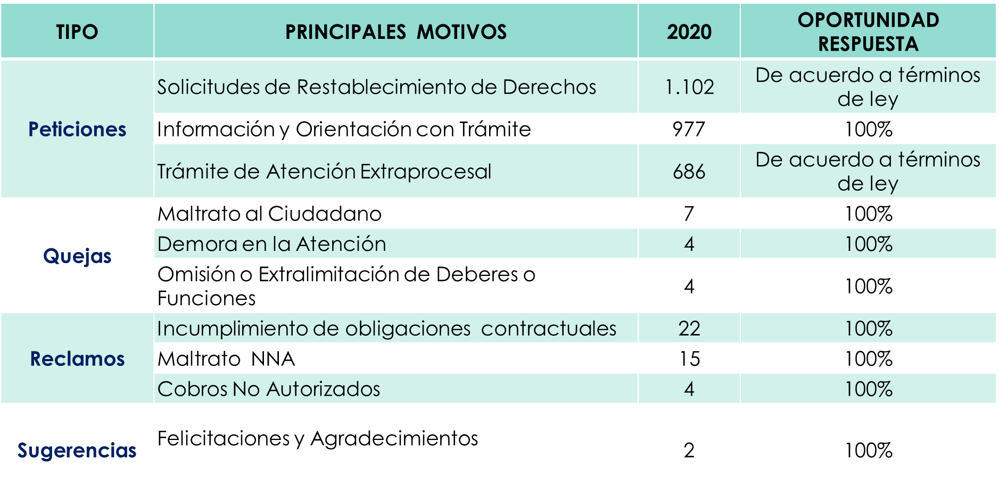 TIPO
PRINCIPALES MOTIVOS
2020
OPORTUNIDAD
RESPUESTA
Peticiones
Solicitudes de Restablecimiento de Derechos
1.102
De acuerdo a términos
de ley
Información y Orientación con Trámite
977
100%
Trámite de Atención Extraprocesal
686
De acuerdo a términos
de ley
Quejas
Maltrato al Ciudadano
7
100%
Demora en la Atención
4
100%
Omisión o Extralimitación de Deberes o
Funciones
4
100%
Reclamos
Incumplimiento de obligaciones contractuales
22
100%
Maltrato NNA
15
100%
Cobros No Autorizados
4
100%
Sugerencias
Felicitaciones y Agradecimientos
2
100%